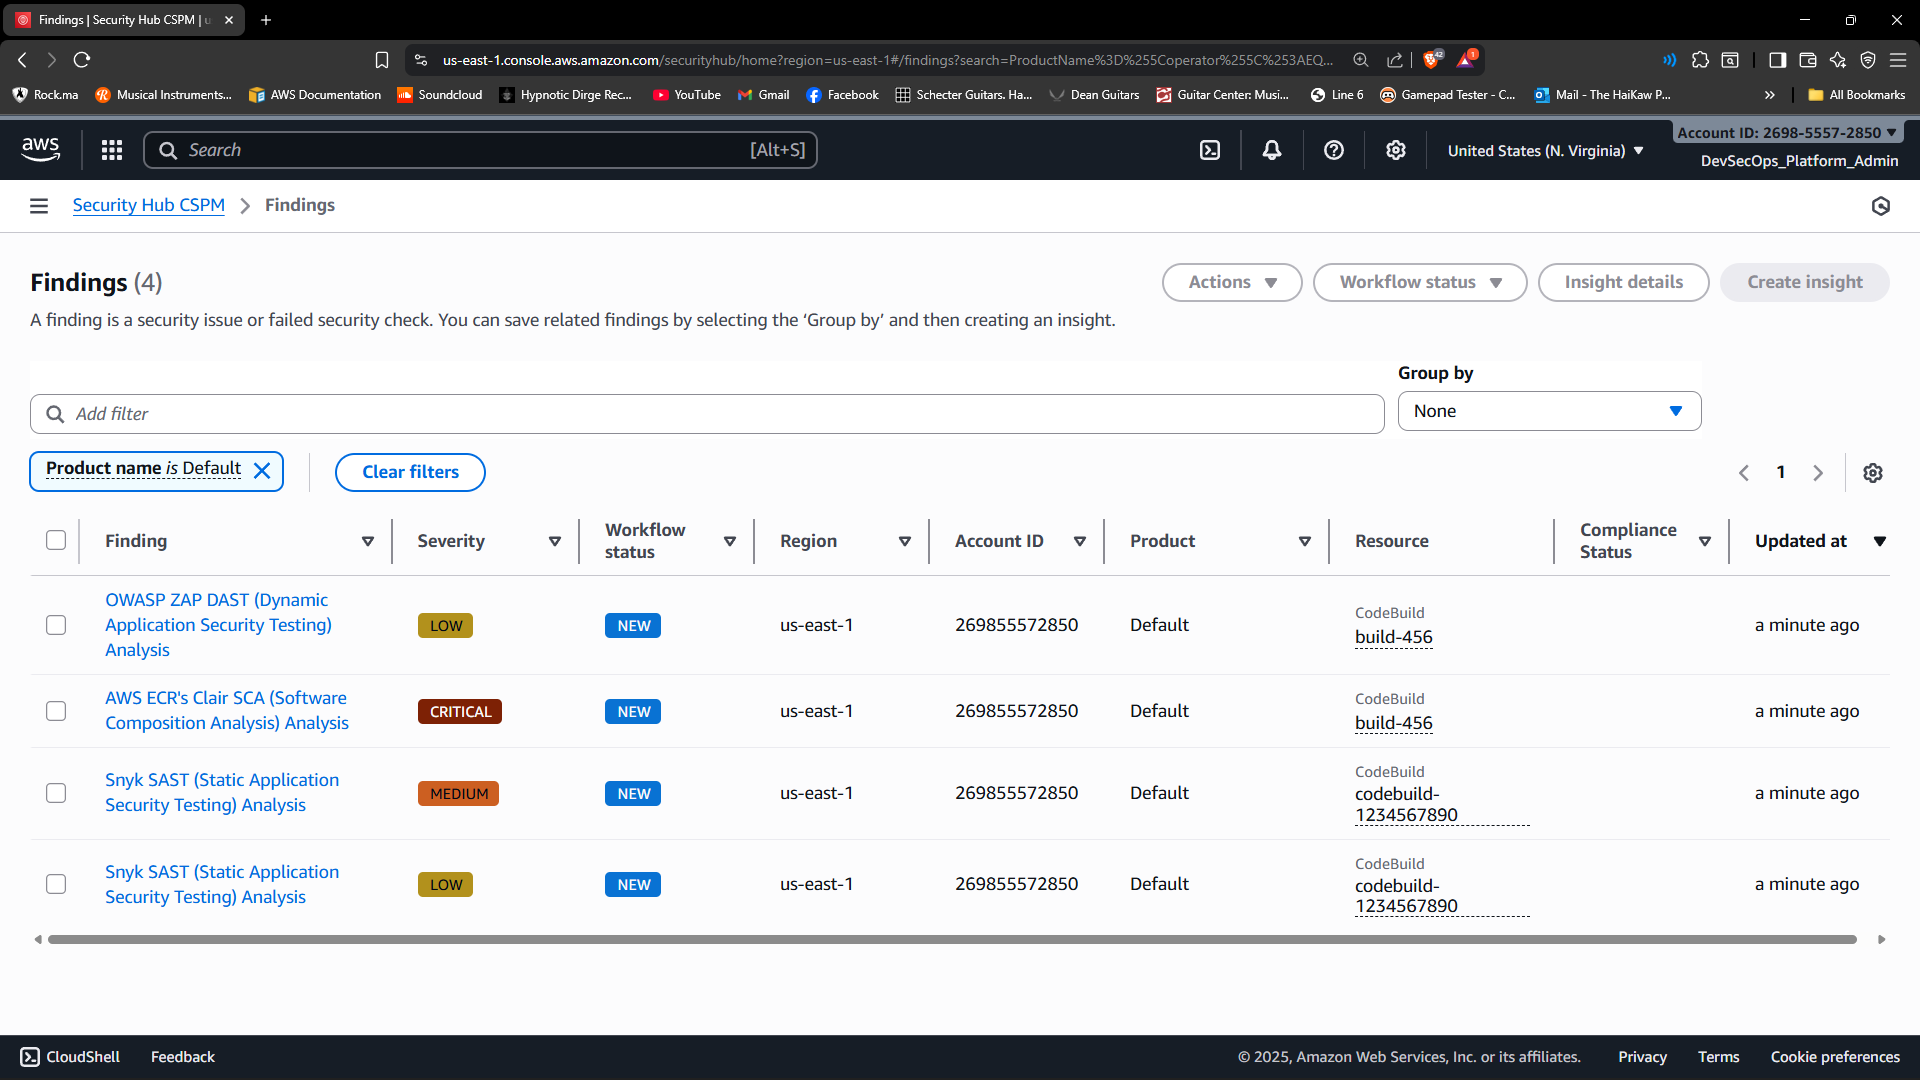 Findings | Security Hub CSPM | u
us-east-1.console.aws.amazon.com/securityhub/home?region=us-east-1#/findings?search=ProductName%3D%255Coperator%255C%253AEQ...
42
1
Rock.ma
Musical Instruments...
AWS Documentation
Soundcloud
Hypnotic Dirge Rec...
YouTube
Gmail
Facebook
Schecter Guitars. Ha...
Dean Guitars
Guitar Center: Musi...
Line 6
Gamepad Tester - C...
Mail - The HaiKaw P...
All Bookmarks
aws
Search
[Alt+S]
United States (N. Virginia)
Account ID: 2698-5557-2850
DevSecOps_Platform_Admin
Security Hub CSPM
Findings
Findings (4)
Actions
Workflow status
Insight details
Create insight
A finding is a security issue or failed security check. You can save related findings by selecting the ‘Group by’ and then creating an insight.
Group by
Add filter
None
Product name is Default
Clear filters
1
Finding
Severity
Workflow
status
Region
Account ID
Product
Resource
Compliance
Status
Updated at
OWASP ZAP DAST (Dynamic
Application Security Testing)
Analysis
LOW
NEW
us-east-1
269855572850
Default
CodeBuild
build-456
a minute ago
AWS ECR's Clair SCA (Software
Composition Analysis) Analysis
CRITICAL
NEW
us-east-1
269855572850
Default
CodeBuild
build-456
a minute ago
Snyk SAST (Static Application
Security Testing) Analysis
MEDIUM
NEW
us-east-1
269855572850
Default
CodeBuild
codebuild-
1234567890
a minute ago
Snyk SAST (Static Application
Security Testing) Analysis
LOW
NEW
us-east-1
269855572850
Default
CodeBuild
codebuild-
1234567890
a minute ago
CloudShell
Feedback
© 2025, Amazon Web Services, Inc. or its affiliates.
Privacy
Terms
Cookie preferences